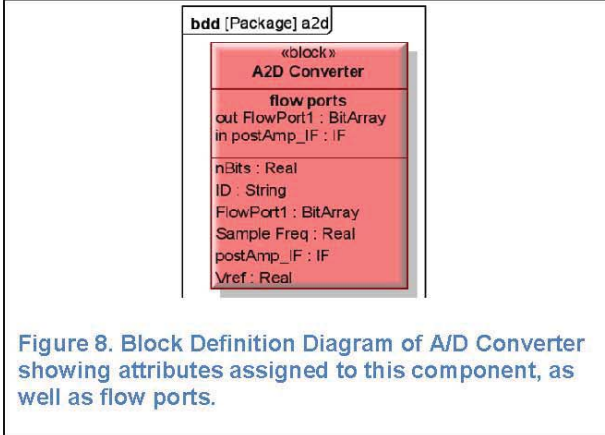 bdd [Package] a2d
«block»
A2D Converter
flow ports
out FlowPort1 : BitArray
in postAmp_IF : IF
nBits : Real
ID : String
FlowPort1 : BitArray
Sample Freq : Real
postAmp_IF : IF
Vref : Real
Figure 8. Block Definition Diagram of A/D Converter
showing attributes assigned to this component, as
well as flow ports.